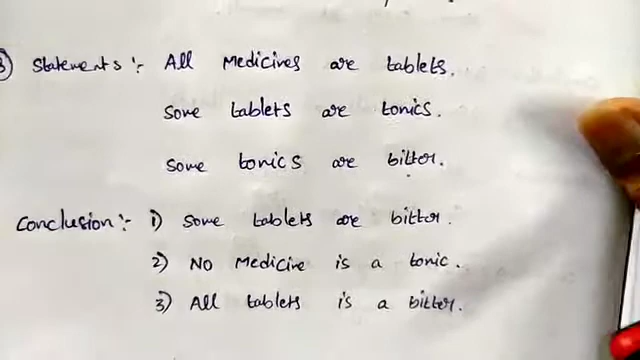 3) Statements :- All Medicines are tablets.
Some tablets are tonics.
Some tonics are bitter.
Conclusion :- 1) Some tablets are bitter.
2) No Medicine is a tonic.
3) All tablets is a bitter.